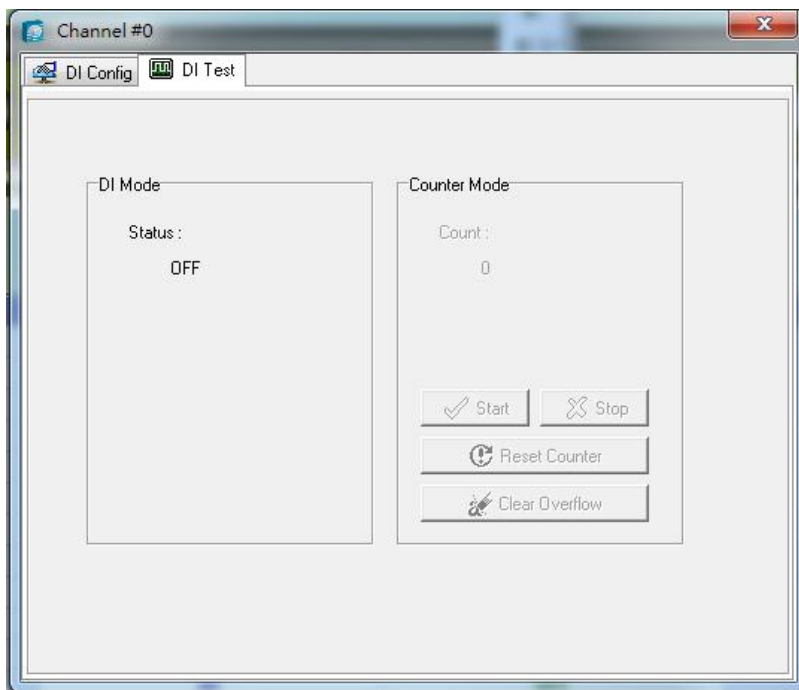 Channel #0
DI Config
DI Test
DI Mode
Status :
OFF
Counter Mode
Count :
0
Start
Stop
Reset Counter
Clear Overflow